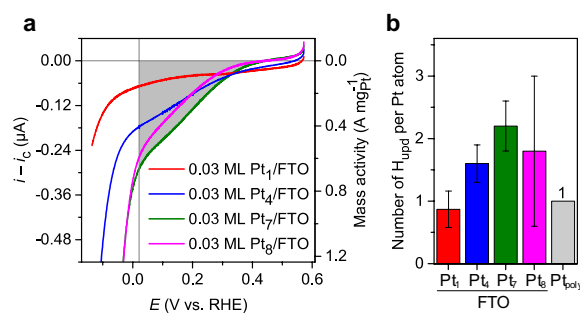 a
0.00
-0.12
-0.24
-0.36
-0.48
i – i_c (µA)
0.03 ML Pt₁/FTO
0.03 ML Pt₄/FTO
0.03 ML Pt₇/FTO
0.03 ML Pt₈/FTO
0.0
0.4
0.8
1.2
Mass activity (A mg⁻¹_Pt)
0.0 0.2 0.4 0.6
E (V vs. RHE)
b
3
2
1
0
Number of H_upd per Pt atom
1
Pt₁ Pt₄ Pt₇ Pt₈ Pt_poly
FTO